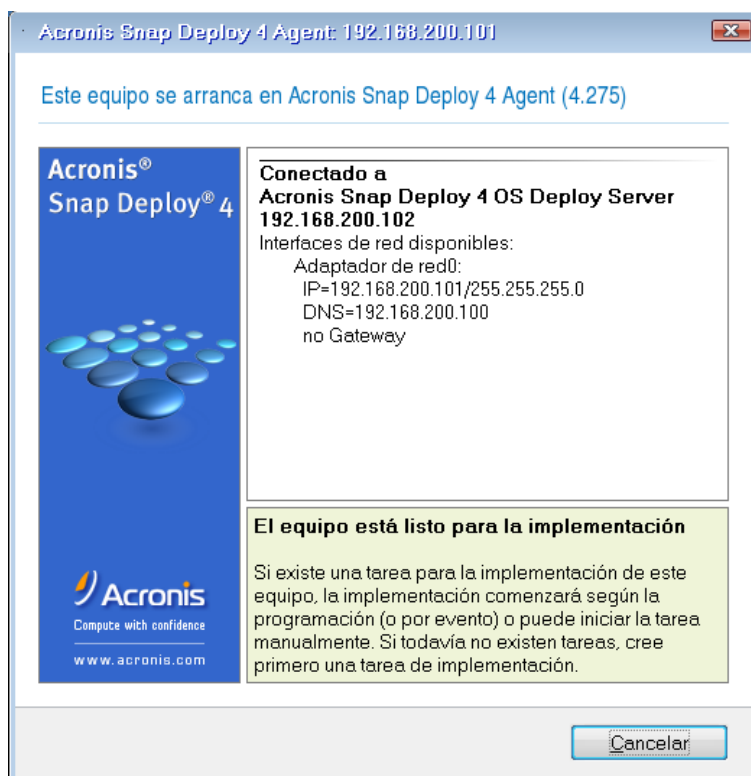 Acronis Snap Deploy 4 Agent: 192.168.200.101
Este equipo se arranca en Acronis Snap Deploy 4 Agent (4.275)
Acronis®
Snap Deploy® 4
Conectado a
Acronis Snap Deploy 4 OS Deploy Server
192.168.200.102
Interfaces de red disponibles:
Adaptador de red0:
IP=192.168.200.101/255.255.255.0
DNS=192.168.200.100
no Gateway
El equipo está listo para la implementación
Si existe una tarea para la implementación de este
equipo, la implementación comenzará según la
programación (o por evento) o puede iniciar la tarea
manualmente. Si todavía no existen tareas, cree
primero una tarea de implementación.
Acronis
Compute with confidence
www.acronis.com
Cancelar